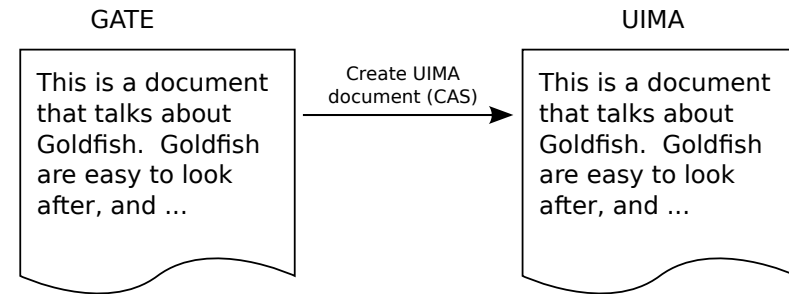 GATE
This is a document
that talks about
Goldfish.  Goldfish
are easy to look
after, and ...
Create UIMA
document (CAS)
UIMA
This is a document
that talks about
Goldfish.  Goldfish
are easy to look
after, and ...